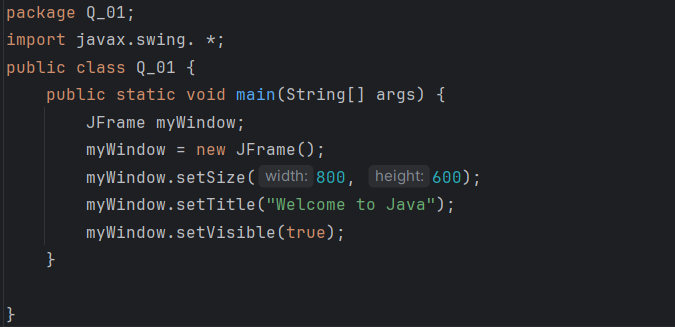 package Q_01;
import javax.swing. *;
public class Q_01 {
    public static void main(String[] args) {
        JFrame myWindow;
        myWindow = new JFrame();
        myWindow.setSize( width: 800, height: 600);
        myWindow.setTitle("Welcome to Java");
        myWindow.setVisible(true);
    }

}